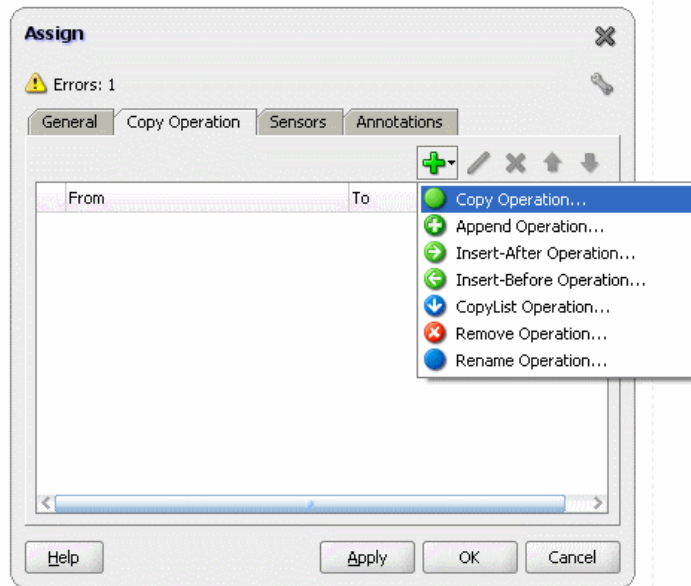 Assign
Errors: 1
General Copy Operation Sensors Annotations
From To
Copy Operation...
Append Operation...
Insert-After Operation...
Insert-Before Operation...
CopyList Operation...
Remove Operation...
Rename Operation...
Help Apply OK Cancel